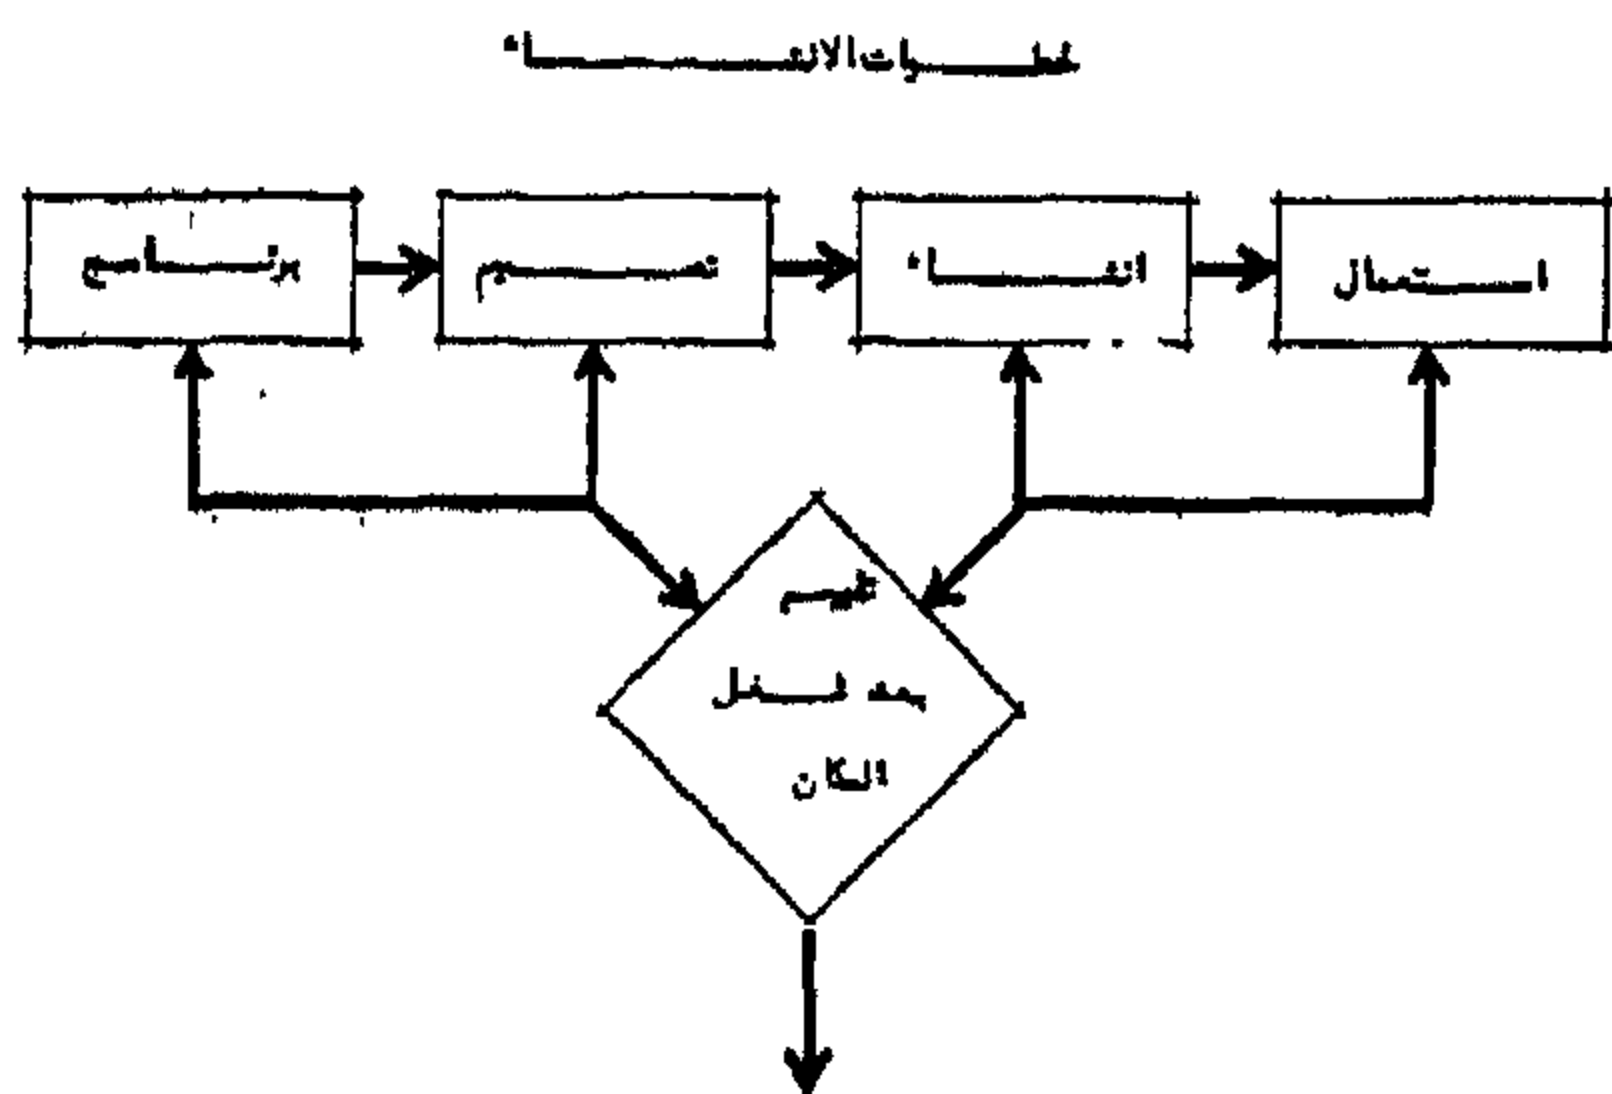 خطوات الانشاء
برنامج
تصميم
انشاء
استعمال
تقييم
بعد شغل
المكان